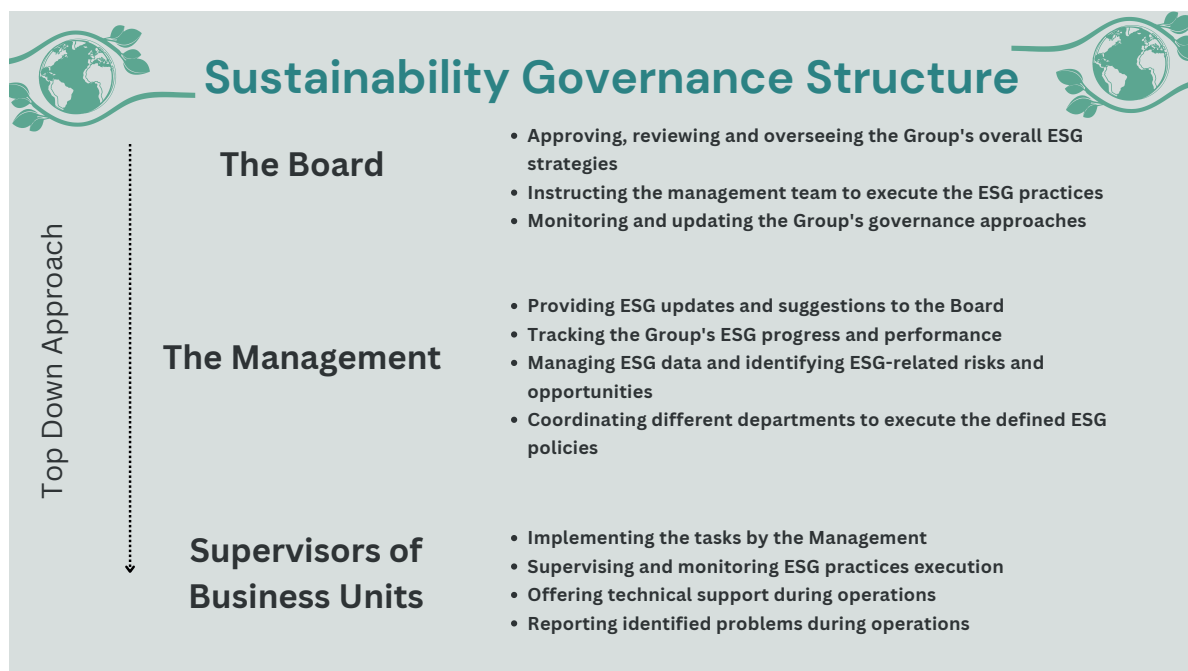 Sustainability Governance Structure
Top Down Approach
The Board
• Approving, reviewing and overseeing the Group's overall ESG
strategies
• Instructing the management team to execute the ESG practices
• Monitoring and updating the Group's governance approaches
The Management
• Providing ESG updates and suggestions to the Board
• Tracking the Group's ESG progress and performance
• Managing ESG data and identifying ESG-related risks and
opportunities
• Coordinating different departments to execute the defined ESG
policies
Supervisors of
Business Units
• Implementing the tasks by the Management
• Supervising and monitoring ESG practices execution
• Offering technical support during operations
• Reporting identified problems during operations